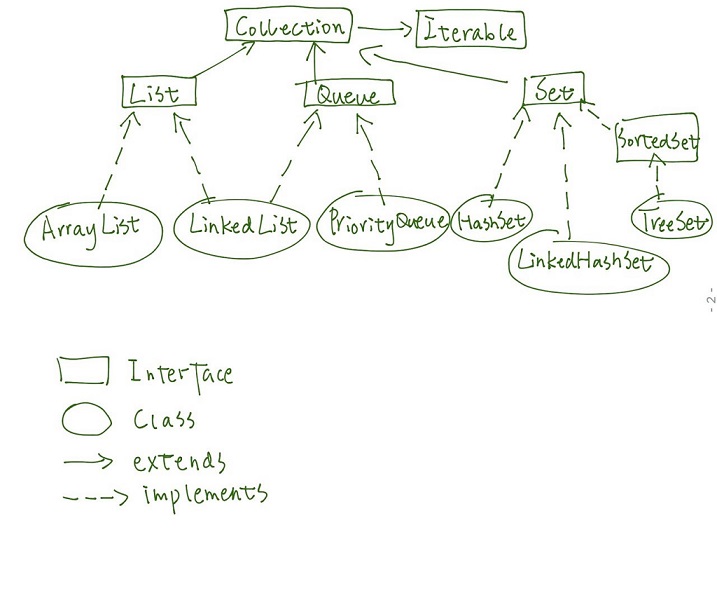 Collection
Iterable
List
Queue
Set
SortedSet
ArrayList
LinkedList
PriorityQueue
HashSet
TreeSet
LinkedHashSet
-2-
Interface
Class
extends
implements